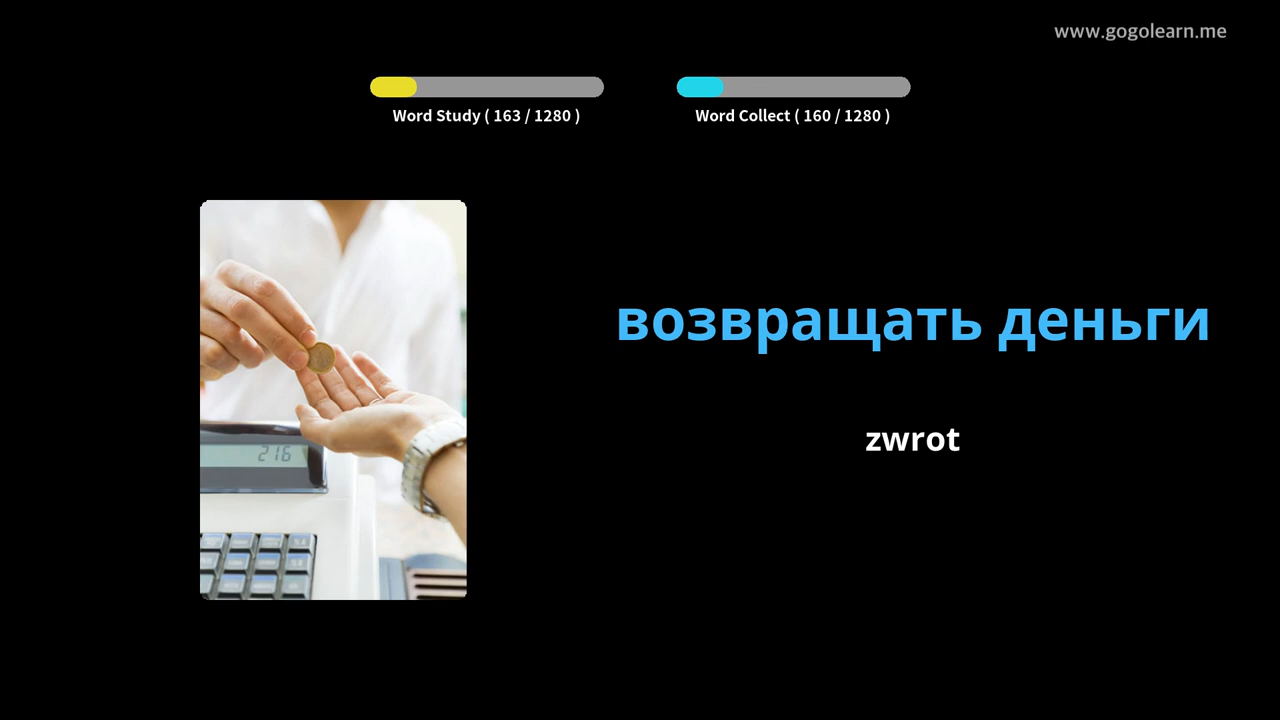 www.gogolearn.me
Word Study ( 163 / 1280 )
Word Collect ( 160 / 1280 )
возвращать деньги
zwrot
216